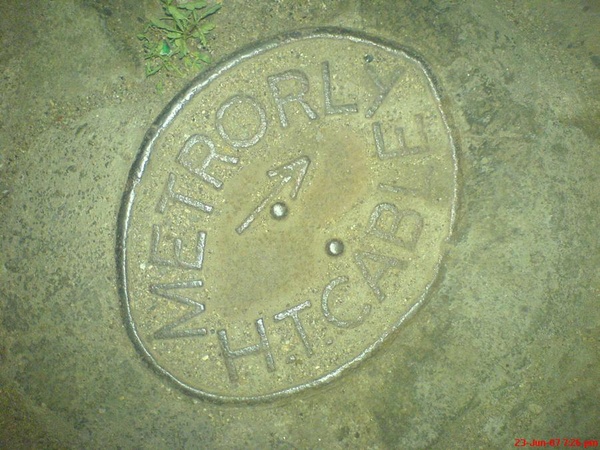 METRORLY
H.T.CABLE
23-Jun-07 7:26 pm